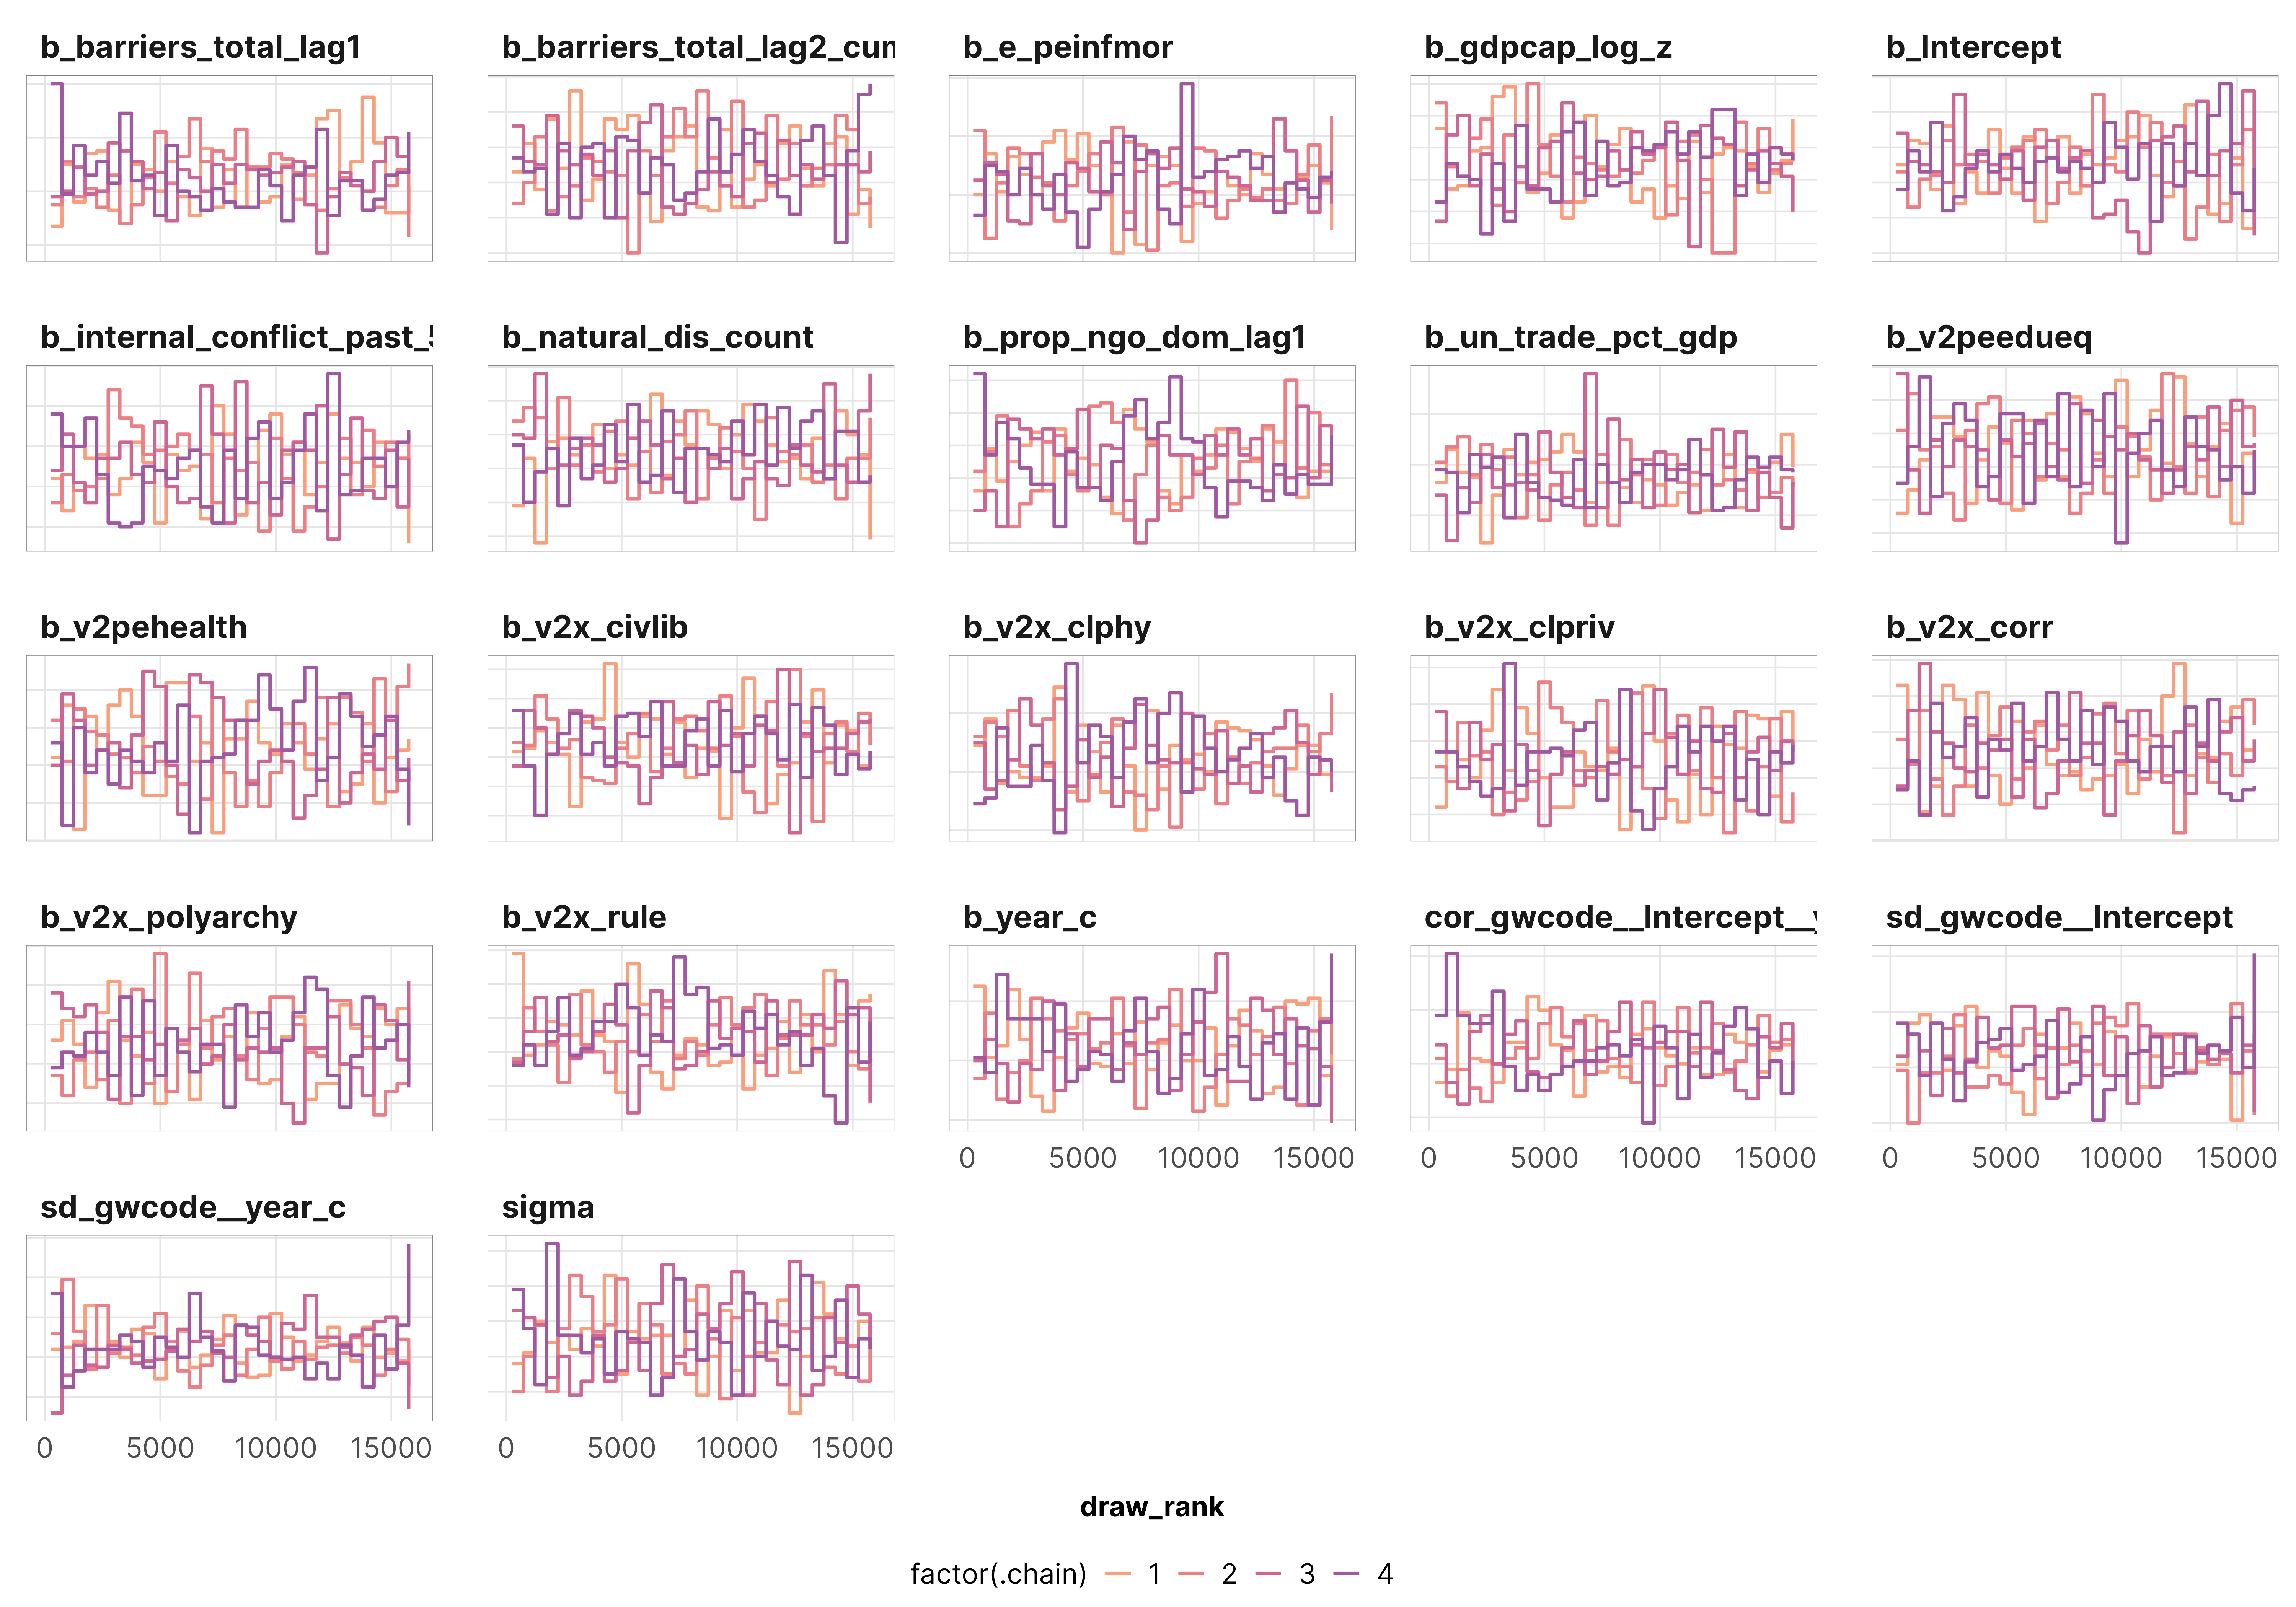 b_barriers_total_lag1 b_barriers_total_lag2_cun b_e_peinfmor b_gdpcap_log_z b_Intercept
b_internal_conflict_past_5 b_natural_dis_count b_prop_ngo_dom_lag1 b_un_trade_pct_gdp b_v2peedueq
b_v2pehealth b_v2x_civlib b_v2x_clphy b_v2x_clpriv b_v2x_corr
b_v2x_polyarchy b_v2x_rule b_year_c cor_gwcode__Intercept__y sd_gwcode__Intercept
0 5000 10000 15000 0 5000 10000 15000 0 5000 10000 15000
sd_gwcode__year_c sigma
0 5000 10000 15000 0 5000 10000 15000
draw_rank
factor(.chain) 1 2 3 4